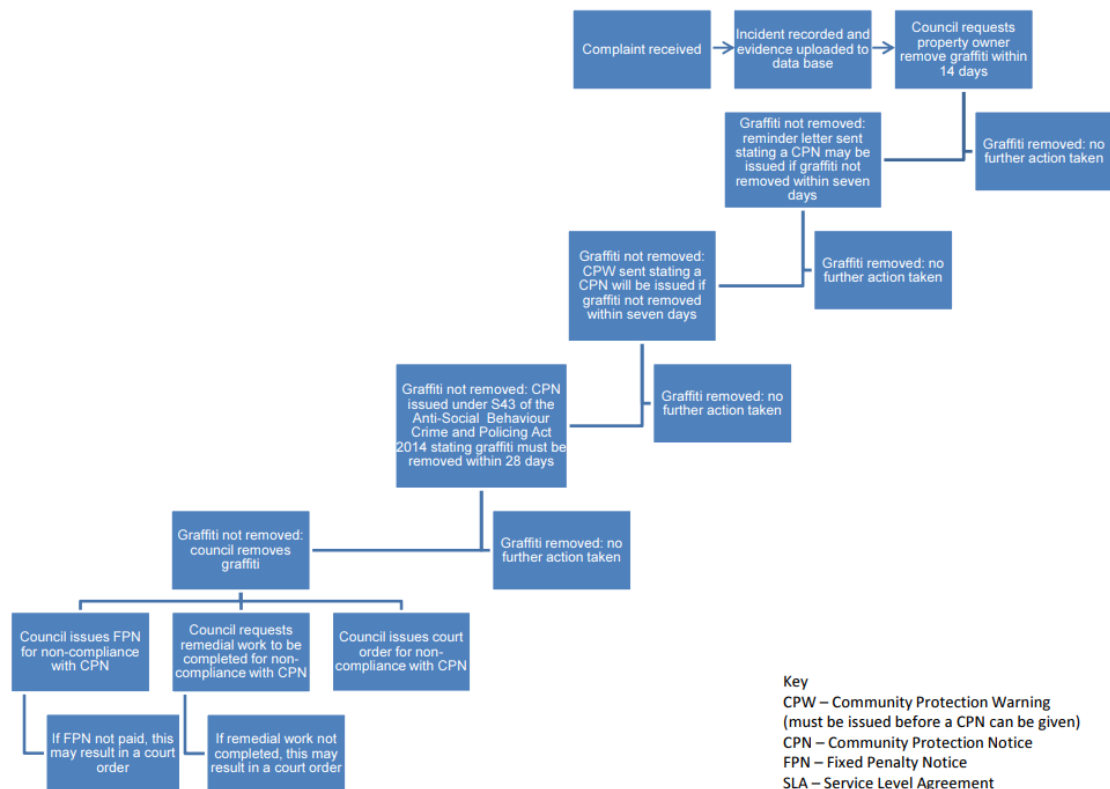 Complaint received
Incident recorded and
evidence uploaded to
data base
Council requests
property owner
remove graffiti within
14 days
Graffiti not removed:
reminder letter sent
stating a CPN may be
issued if graffiti not
removed within seven
days
Graffiti removed: no
further action taken
Graffiti not removed:
CPW sent stating a
CPN will be issued if
graffiti not removed
within seven days
Graffiti removed: no
further action taken
Graffiti not removed: CPN
issued under S43 of the
Anti-Social Behaviour
Crime and Policing Act
2014 stating graffiti must be
removed within 28 days
Graffiti removed: no
further action taken
Graffiti not removed:
council removes
graffiti
Graffiti removed: no
further action taken
Council issues FPN
for non-compliance
with CPN
Council requests
remedial work to be
completed for non-
compliance with CPN
Council issues court
order for non-
compliance with CPN
If FPN not paid, this
may result in a court
order
If remedial work not
completed, this may
result in a court order
Key
CPW – Community Protection Warning
(must be issued before a CPN can be given)
CPN – Community Protection Notice
FPN – Fixed Penalty Notice
SLA – Service Level Agreement